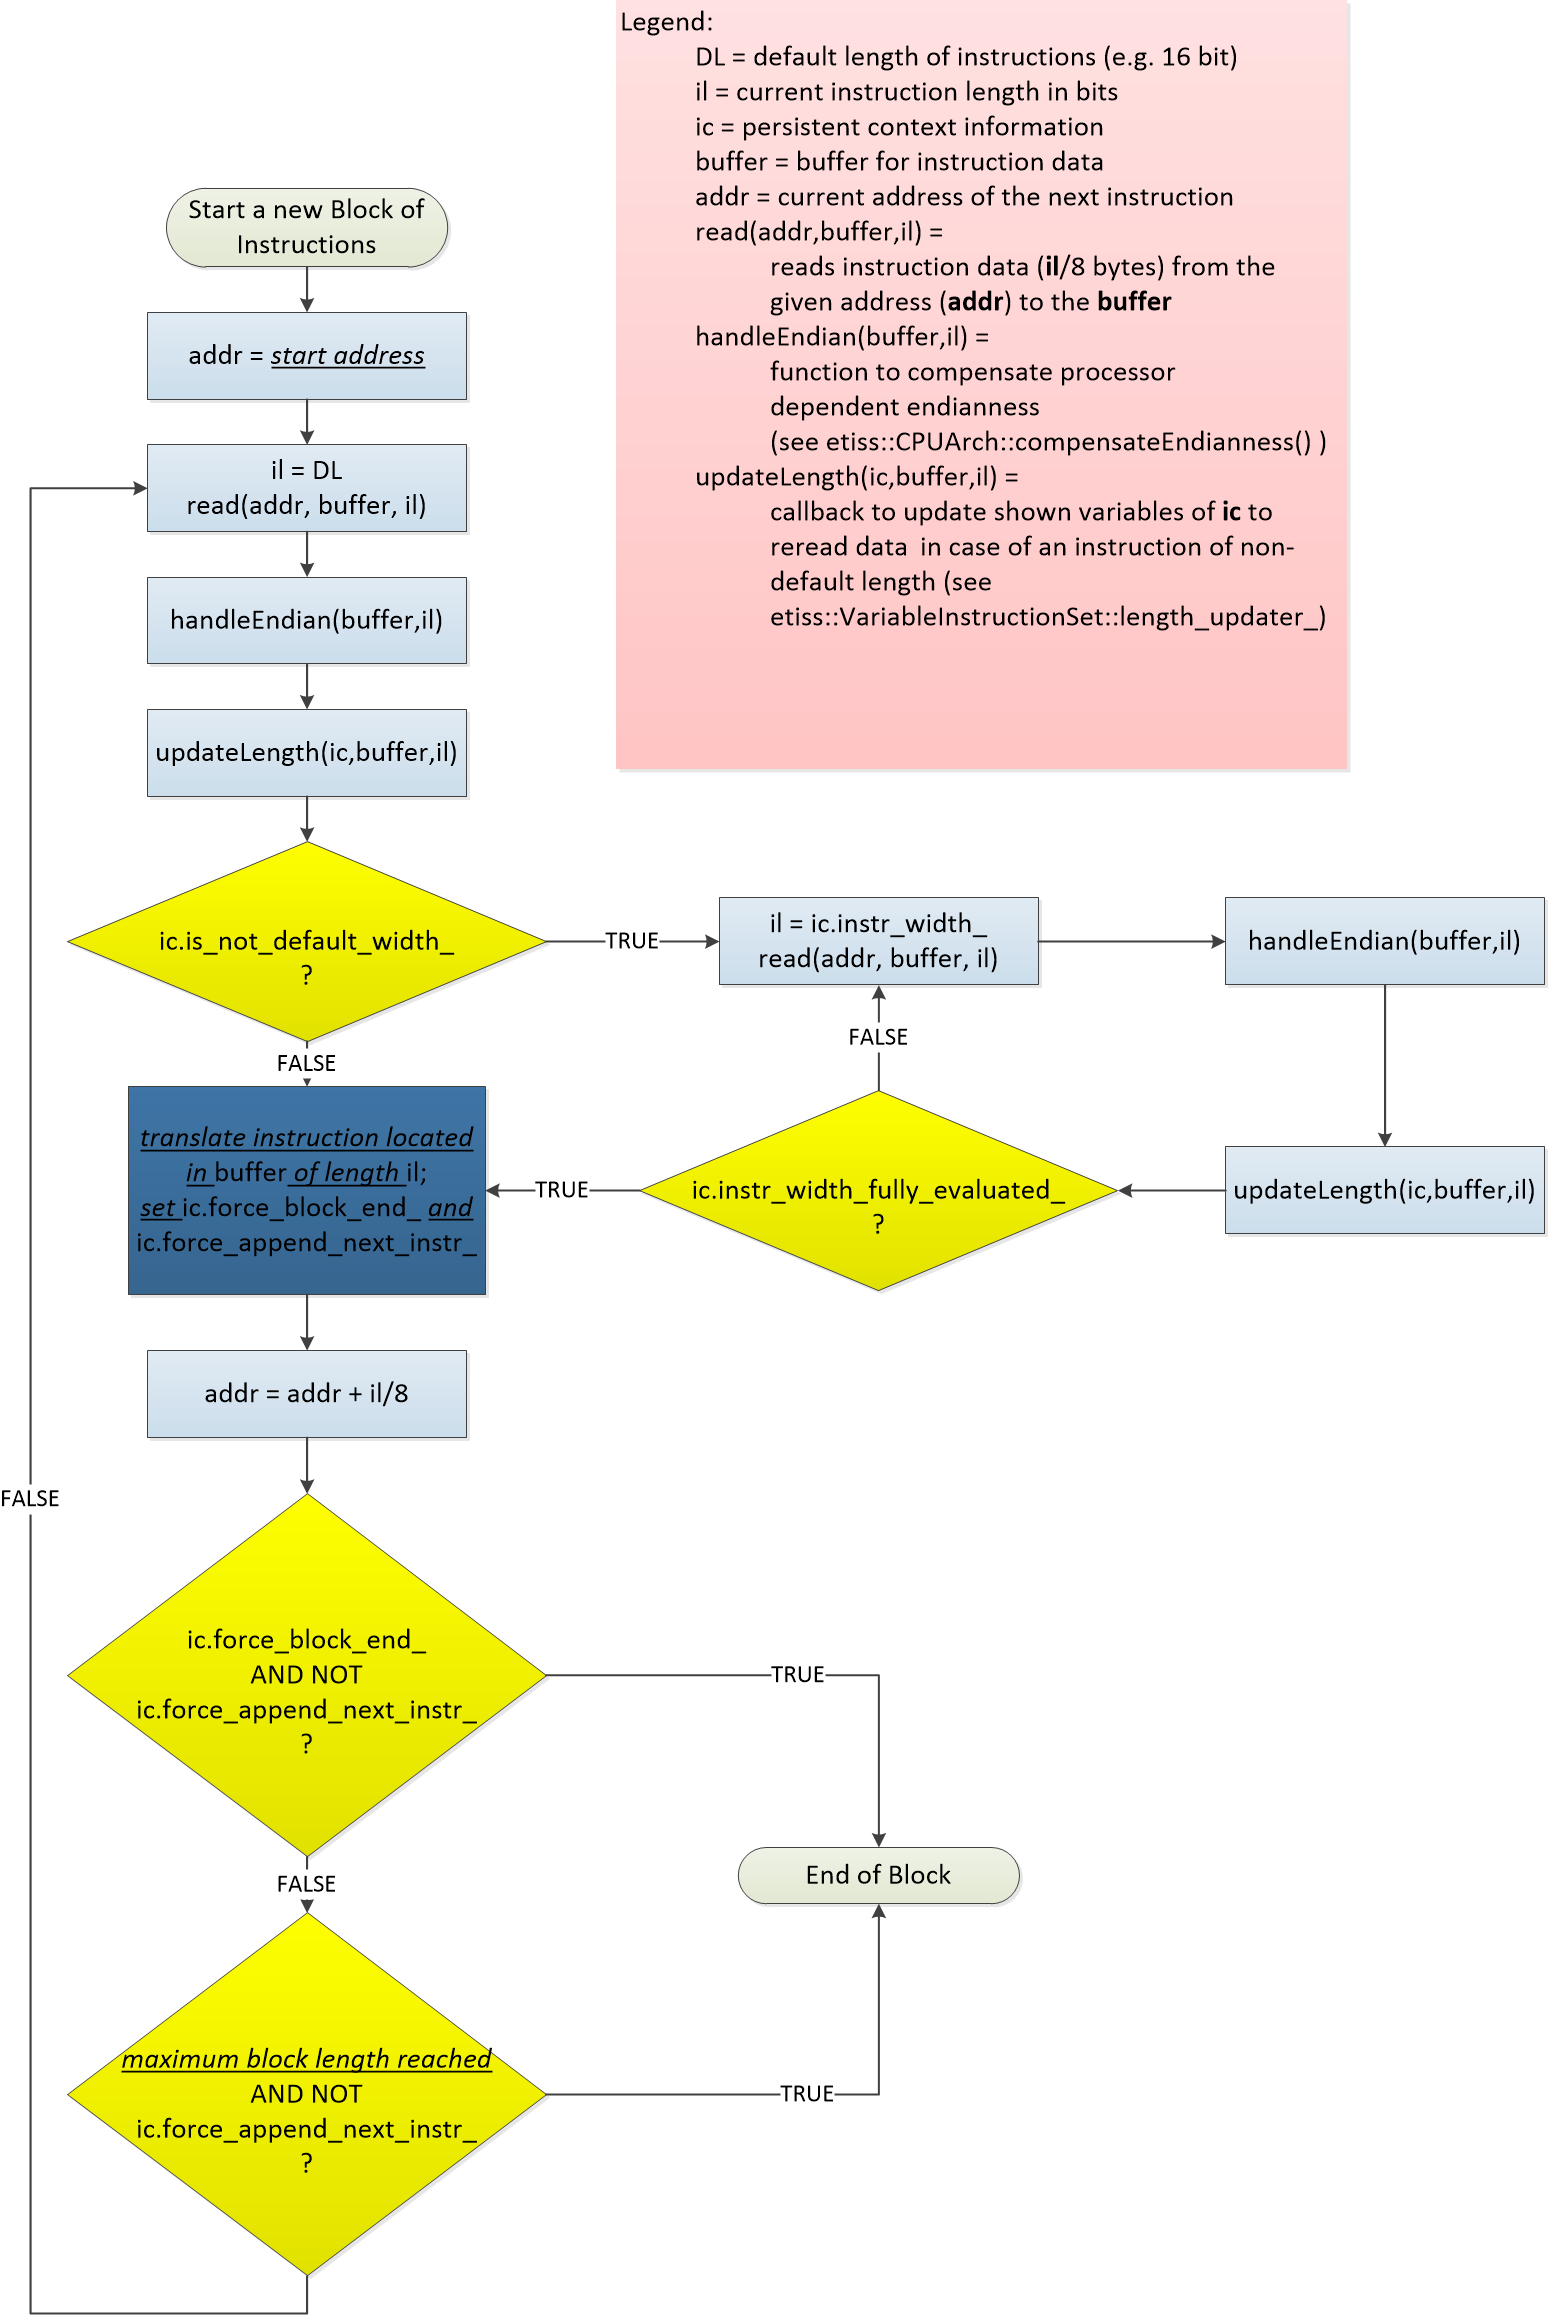 Legend:
DL = default length of instructions (e.g. 16 bit)
il = current instruction length in bits
ic = persistent context information
buffer = buffer for instruction data
addr = current address of the next instruction
read(addr,buffer,il) =
reads instruction data (il/8 bytes) from the
given address (addr) to the buffer
handleEndian(buffer,il) =
function to compensate processor
dependent endianness
(see etiss::CPUArch::compensateEndianness() )
updateLength(ic,buffer,il) =
callback to update shown variables of ic to
reread data  in case of an instruction of non-
default length (see
etiss::VariableInstructionSet::length_updater_)
Start a new Block of
Instructions
addr = start address
il = DL
read(addr, buffer, il)
handleEndian(buffer,il)
updateLength(ic,buffer,il)
ic.is_not_default_width_
?
TRUE
il = ic.instr_width_
read(addr, buffer, il)
handleEndian(buffer,il)
updateLength(ic,buffer,il)
ic.instr_width_fully_evaluated_
?
FALSE
TRUE
FALSE
translate instruction located
in buffer of length il;
set ic.force_block_end_ and
ic.force_append_next_instr_
addr = addr + il/8
ic.force_block_end_
AND NOT
ic.force_append_next_instr_
?
TRUE
FALSE
maximum block length reached
AND NOT
ic.force_append_next_instr_
?
TRUE
End of Block
FALSE